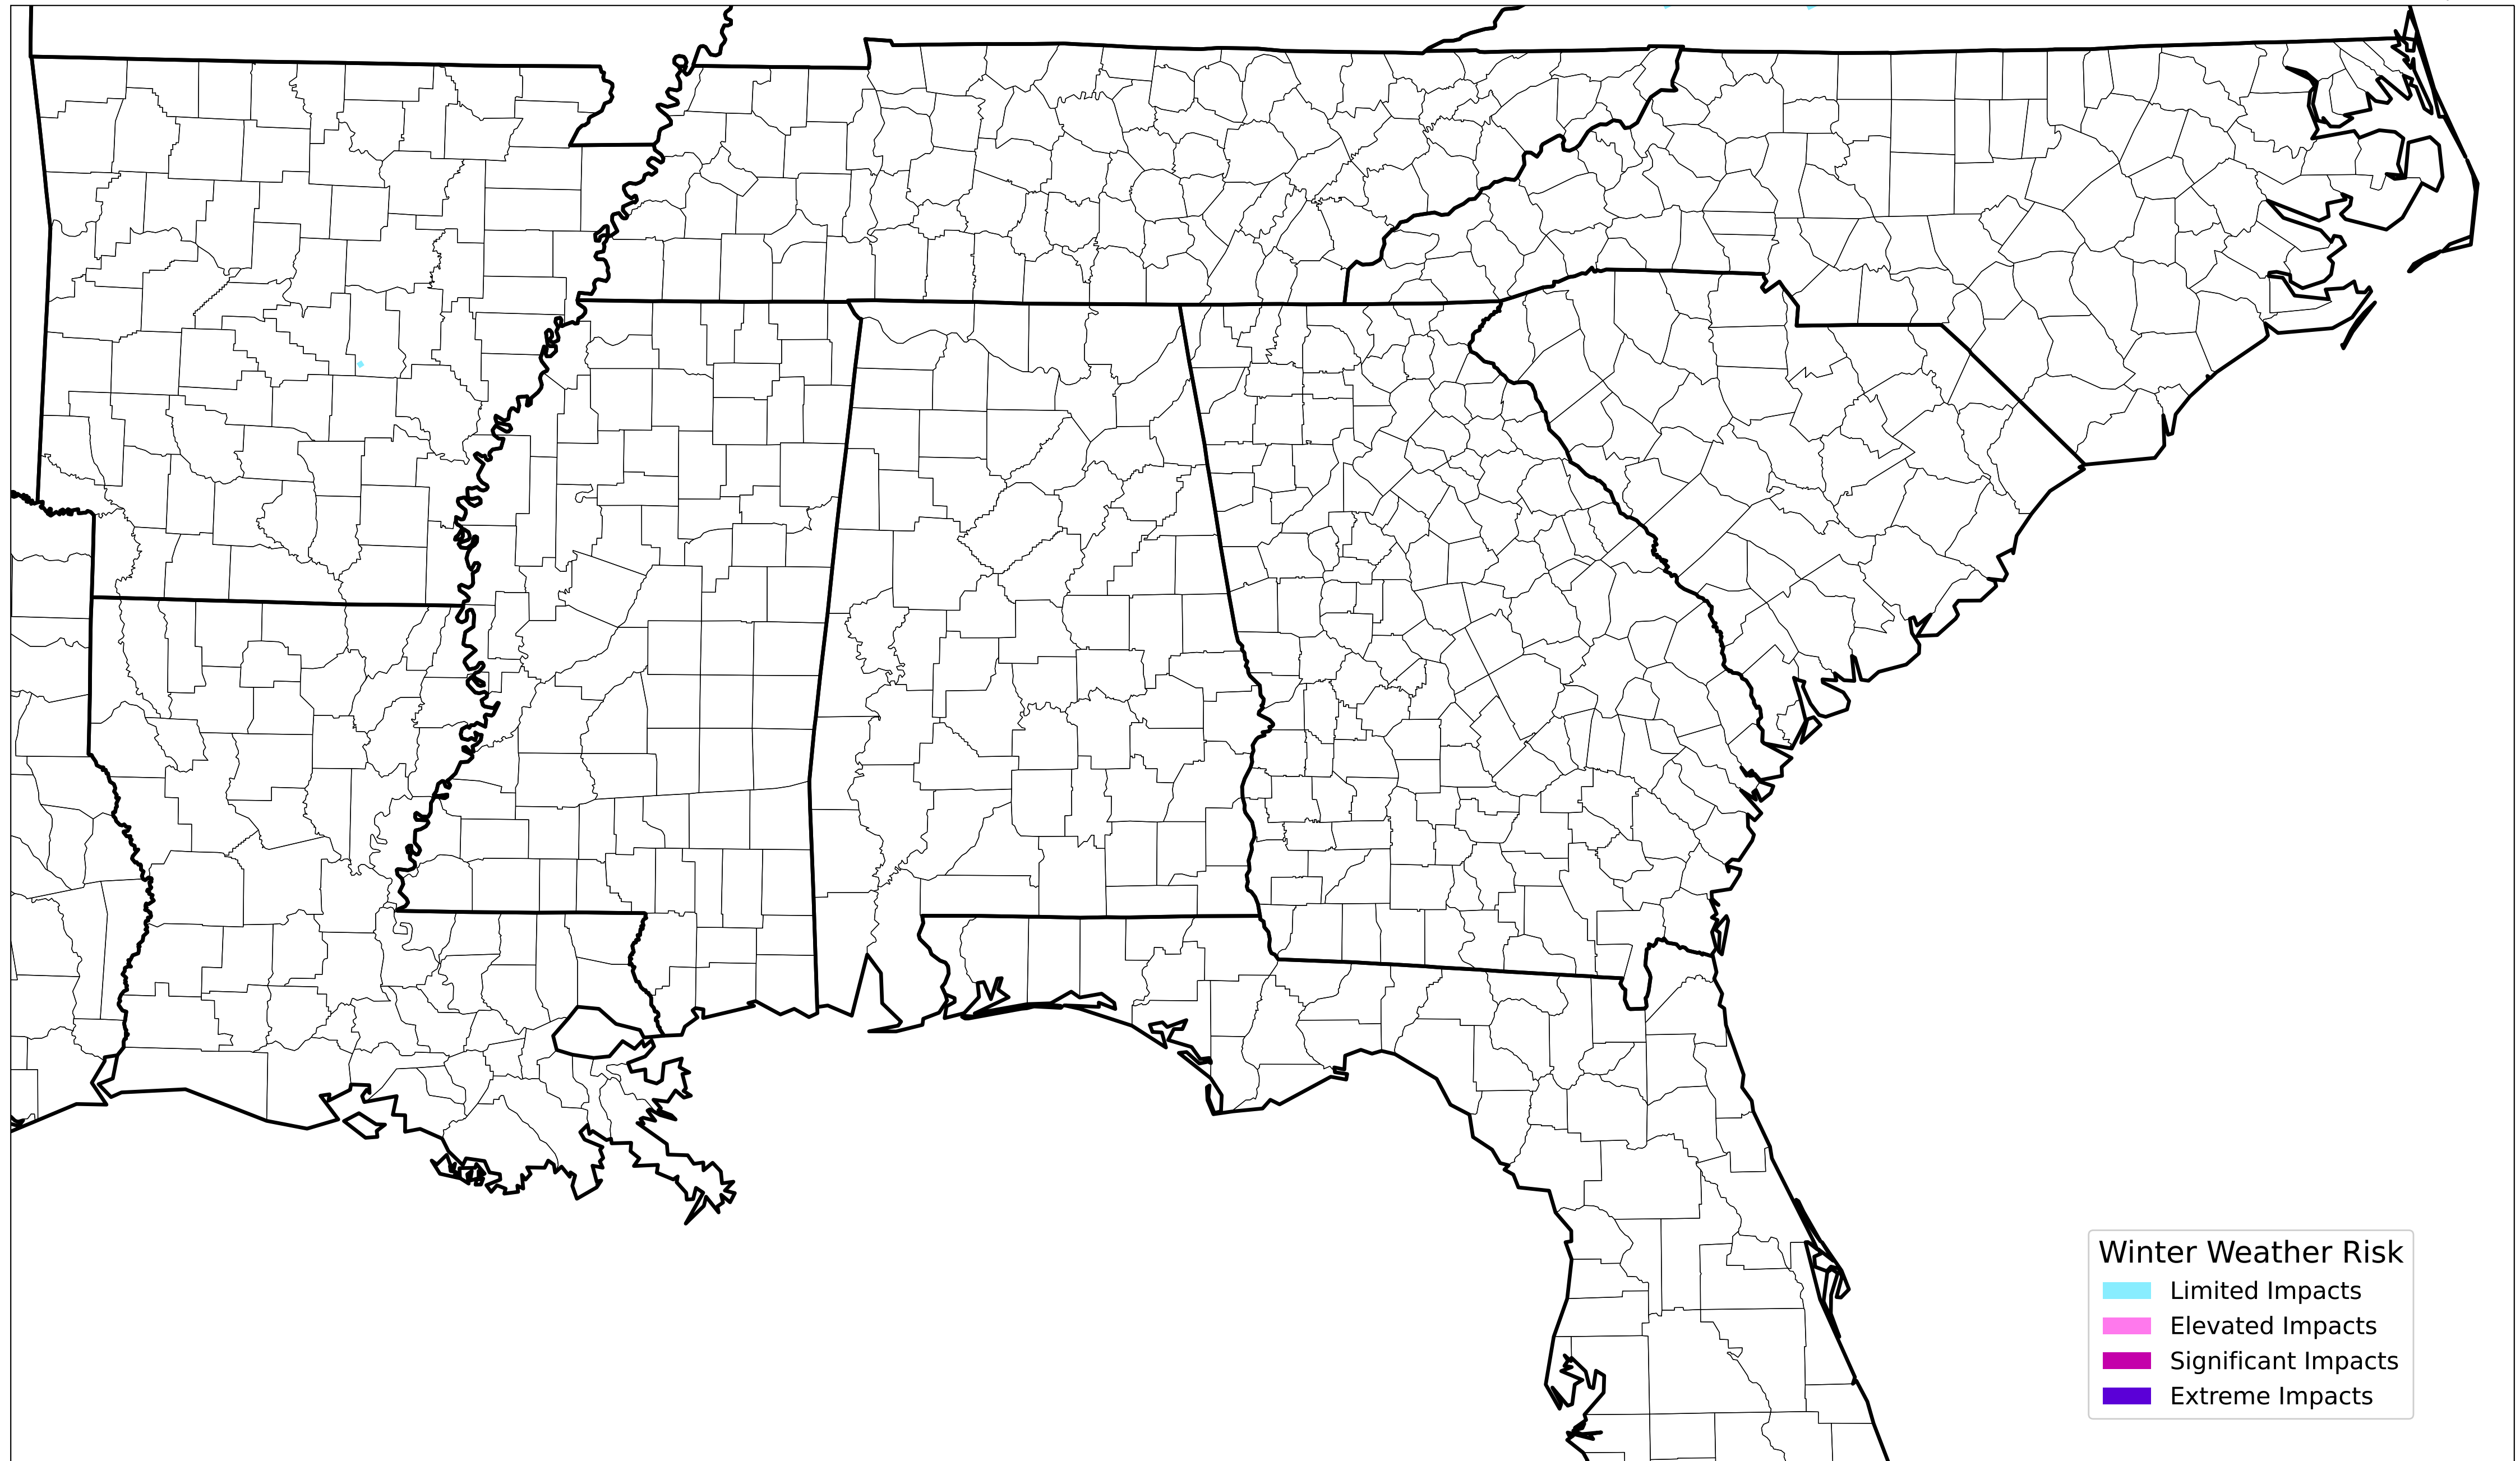 Winter Weather Risk
Limited Impacts
Elevated Impacts
Significant Impacts
Extreme Impacts